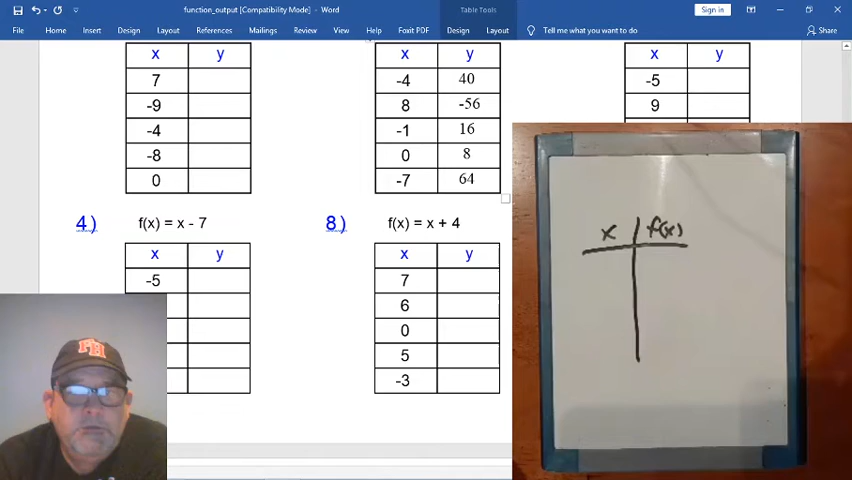 function_output [Compatibility Mode] - Word
Table Tools
Sign in
File Home Insert Design Layout References Mailings Review View Help Foxit PDF Design Layout Tell me what you want to do Share
x y
7
-9
-4
-8
0
x y
-4 40
8 -56
-1 16
0 8
-7 64
x y
-5
9
4) f(x) = x - 7
x y
-5
8) f(x) = x + 4
x y
7
6
0
5
-3
x f(x)
FH